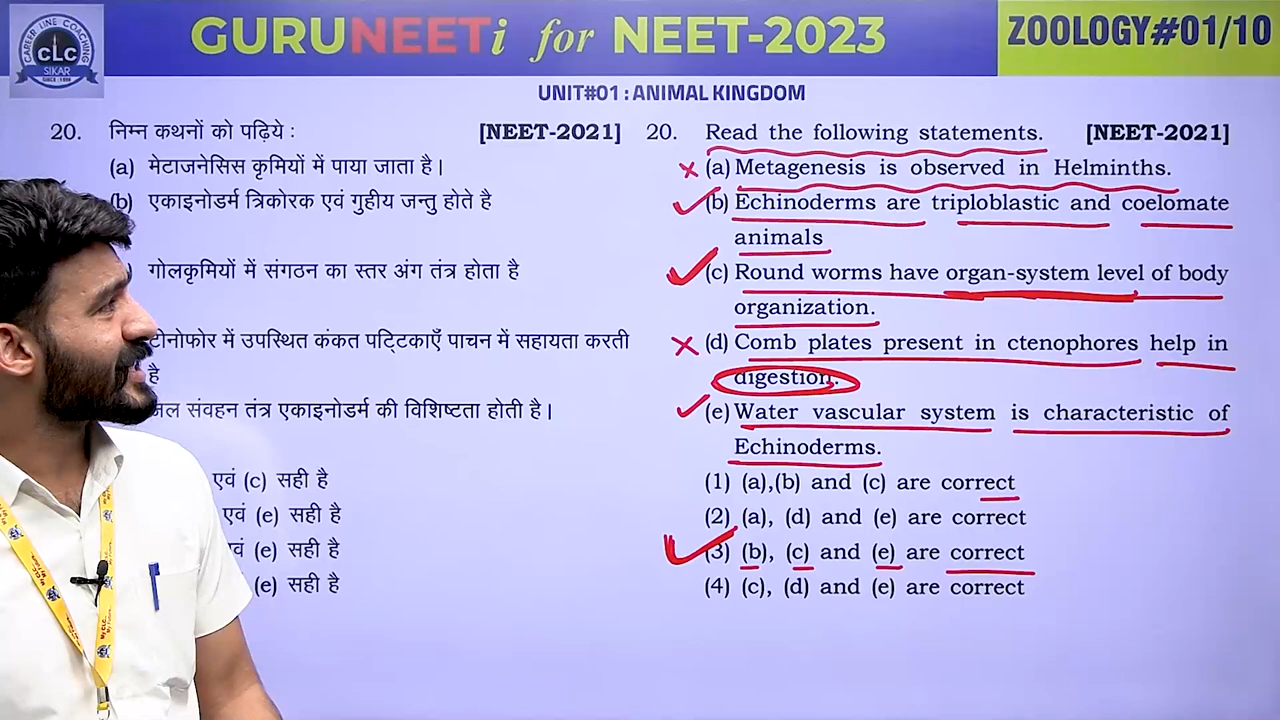 CAREER LINE COACHING
CLC
SIKAR
SINCE : 1996
GURUNEETi for NEET-2023
ZOOLOGY#01/10
UNIT#01 : ANIMAL KINGDOM
20. निम्न कथनों को पढ़िये : [NEET-2021]
(a) मेटाजनेसिस कृमियों में पाया जाता है।
(b) एकाइनोडर्म त्रिकोरक एवं गुहीय जन्तु होते है
गोलकृमियों में संगठन का स्तर अंग तंत्र होता है
टीनोफोर में उपस्थित कंकत पट्टिकाएँ पाचन में सहायता करती
है
जल संवहन तंत्र एकाइनोडर्म की विशिष्टता होती है।
एवं (c) सही है
एवं (e) सही है
एवं (e) सही है
(e) सही है
20. Read the following statements. [NEET-2021]
(a) Metagenesis is observed in Helminths.
(b) Echinoderms are triploblastic and coelomate
animals
(c) Round worms have organ-system level of body
organization.
(d) Comb plates present in ctenophores help in
digestion.
(e) Water vascular system is characteristic of
Echinoderms.
(1) (a),(b) and (c) are correct
(2) (a), (d) and (e) are correct
(3) (b), (c) and (e) are correct
(4) (c), (d) and (e) are correct